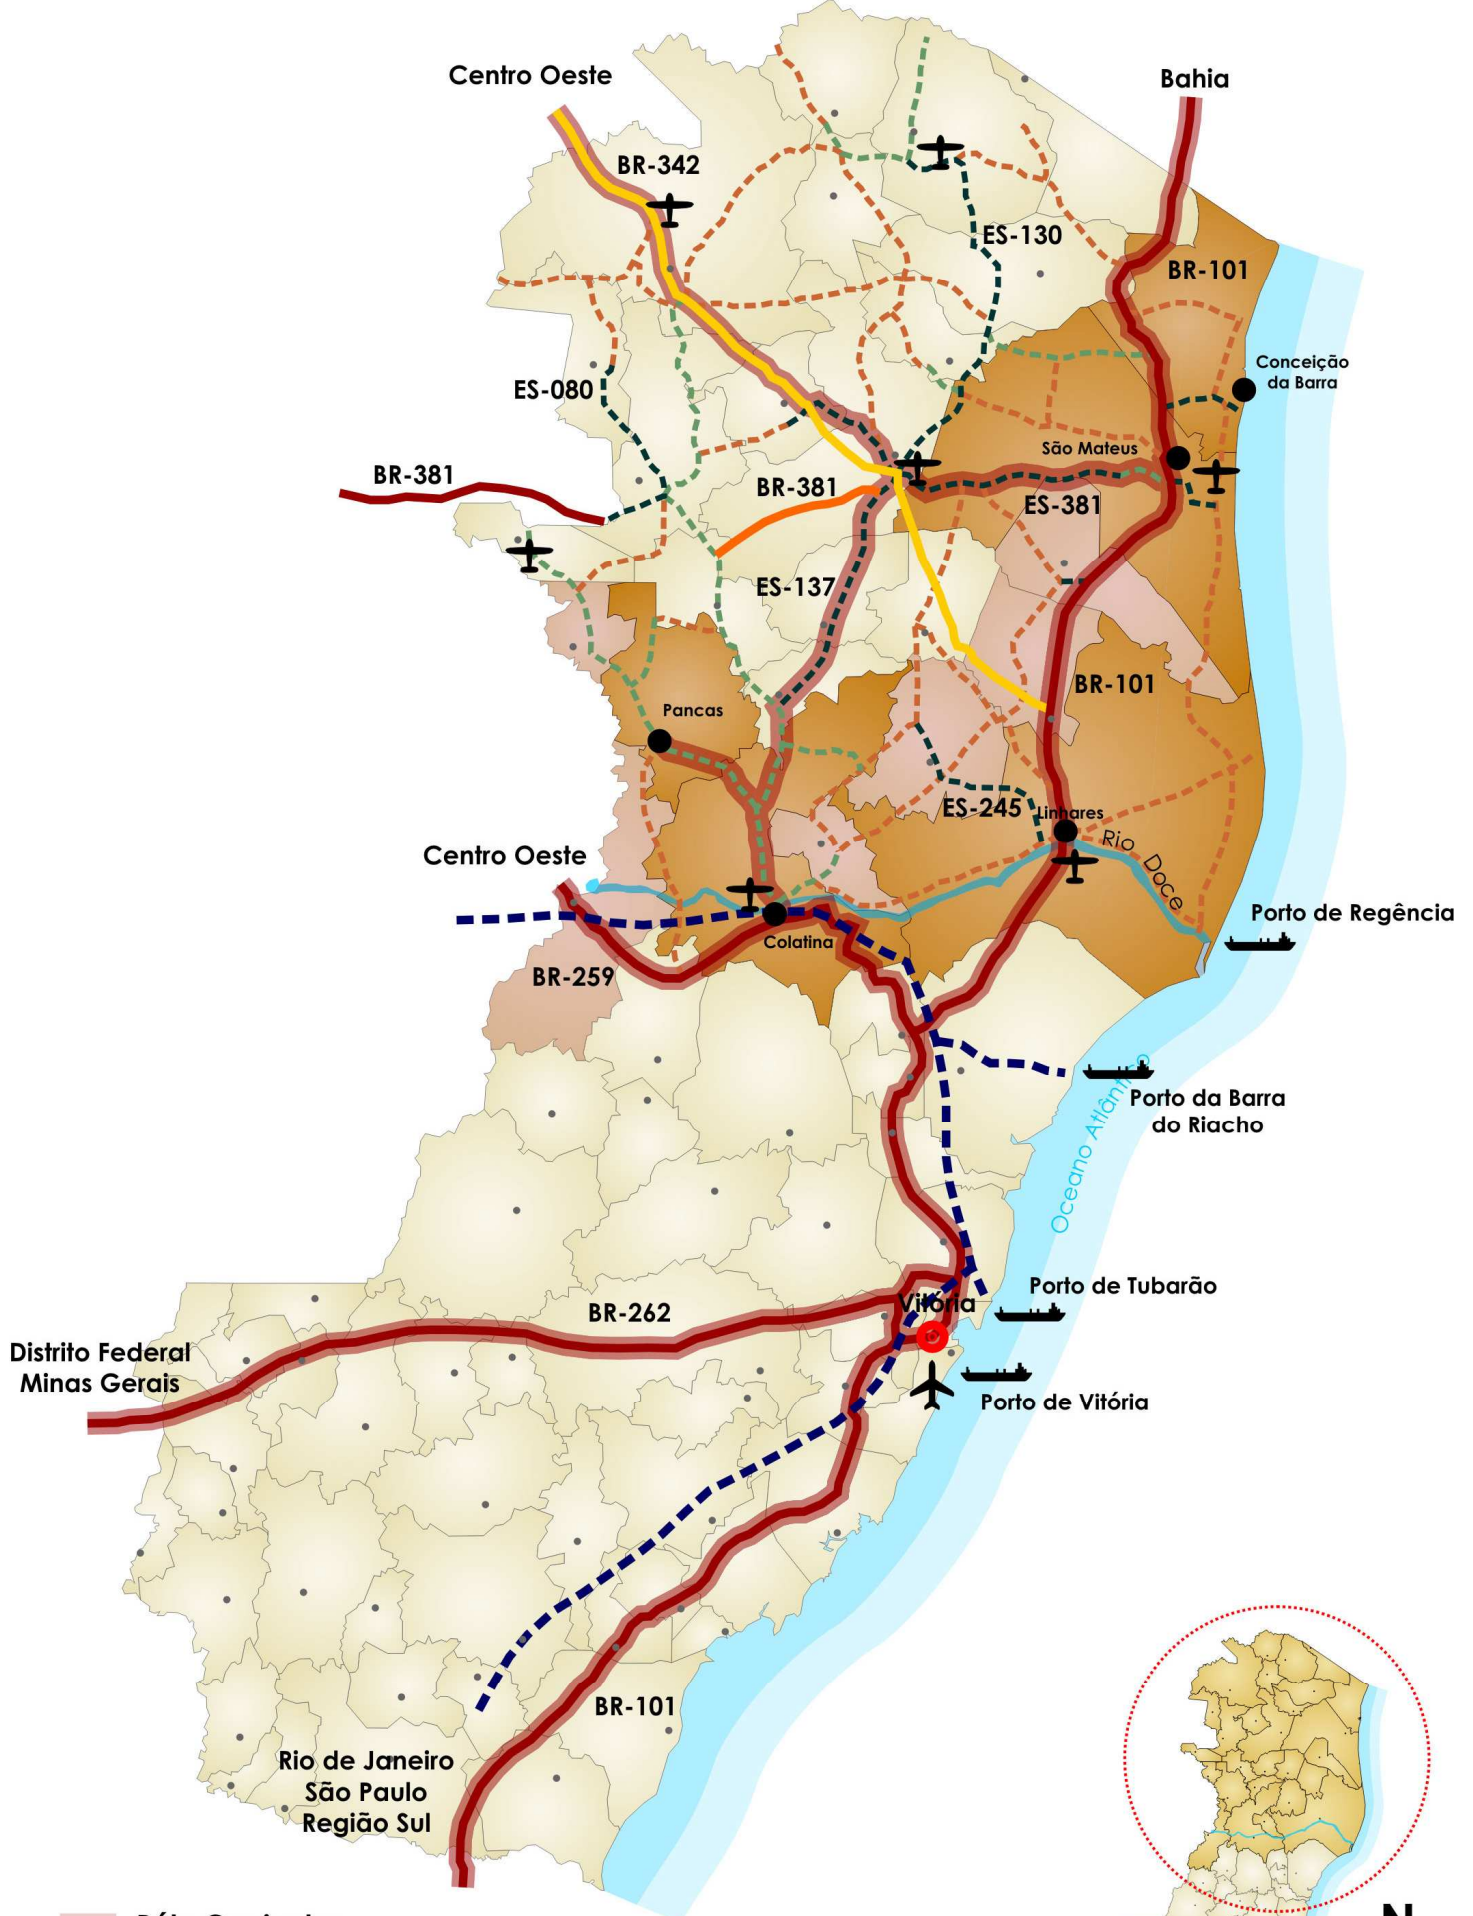 Centro Oeste
Bahia
BR-342
ES-130
BR-101
Conceição
da Barra
ES-080
São Mateus
BR-381
BR-381
ES-381
ES-137
BR-101
Pancas
ES-245
Linhares
Rio Doce
Centro Oeste
Porto de Regência
Colatina
BR-259
Porto da Barra
do Riacho
Oceano Atlântico
Porto de Tubarão
Vitória
BR-262
Distrito Federal
Minas Gerais
Porto de Vitória
BR-101
Rio de Janeiro
São Paulo
Região Sul
N